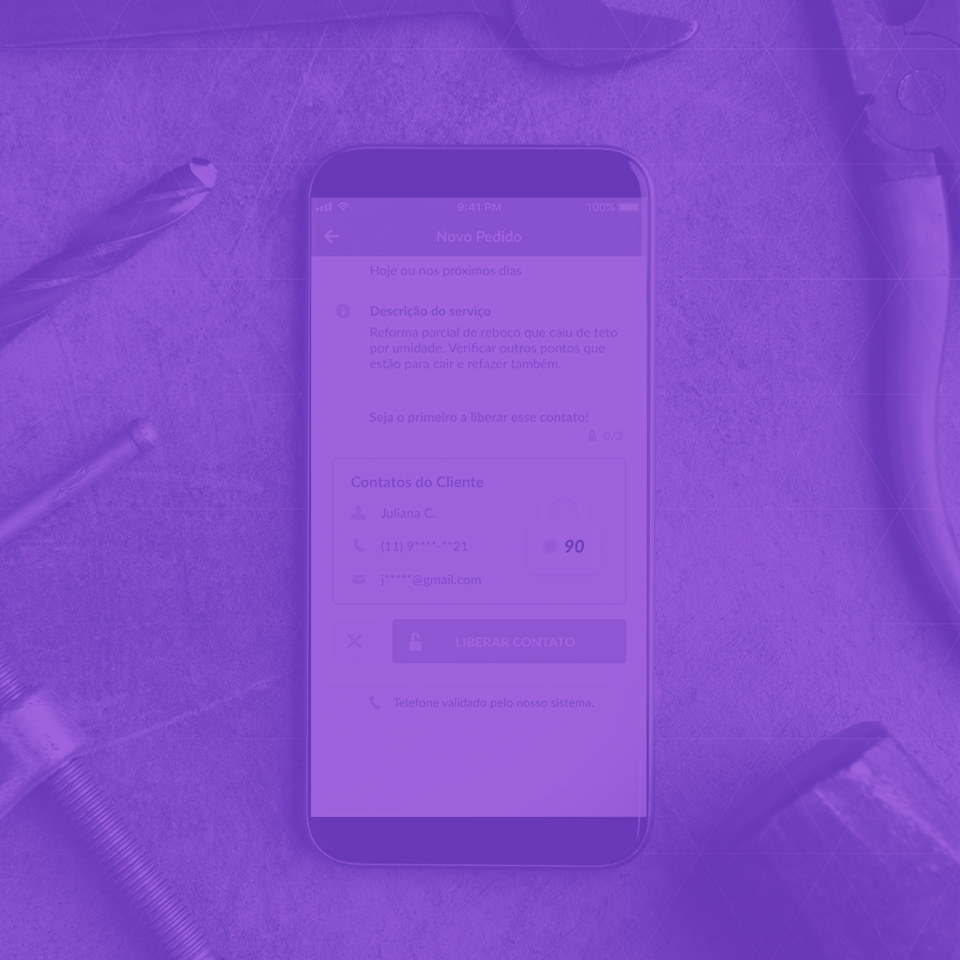 9:41 PM 100%
Novo Pedido
Hoje ou nos próximos dias
Descrição do serviço
Reforma parcial de reboco que caiu de teto
por umidade. Verificar outros pontos que
estão para cair e refazer também.
Seja o primeiro a liberar esse contato!
0/3
Contatos do Cliente
Juliana C.
(11) 9****-**21
90
j*****@gmail.com
LIBERAR CONTATO
Telefone validado pelo nosso sistema.